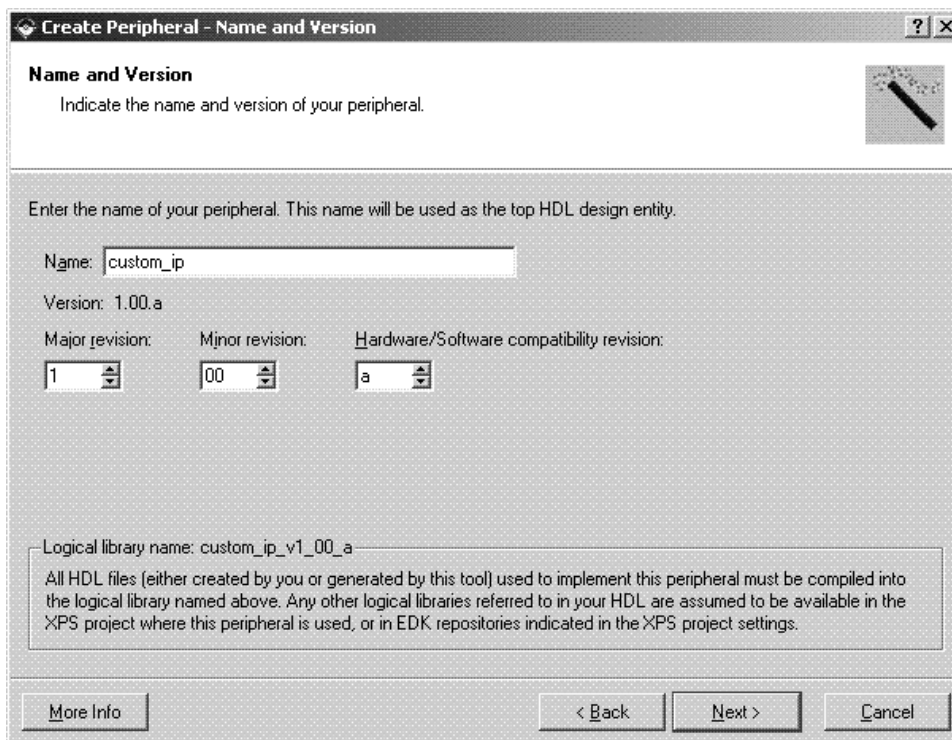 Create Peripheral - Name and Version
Name and Version
Indicate the name and version of your peripheral.
Enter the name of your peripheral. This name will be used as the top HDL design entity.
Name: custom_ip
Version: 1.00.a
Major revision: Minor revision: Hardware/Software compatibility revision:
1 00 a
Logical library name: custom_ip_v1_00_a
All HDL files (either created by you or generated by this tool) used to implement this peripheral must be compiled into
the logical library named above. Any other logical libraries referred to in your HDL are assumed to be available in the
XPS project where this peripheral is used, or in EDK repositories indicated in the XPS project settings.
More Info < Back Next > Cancel